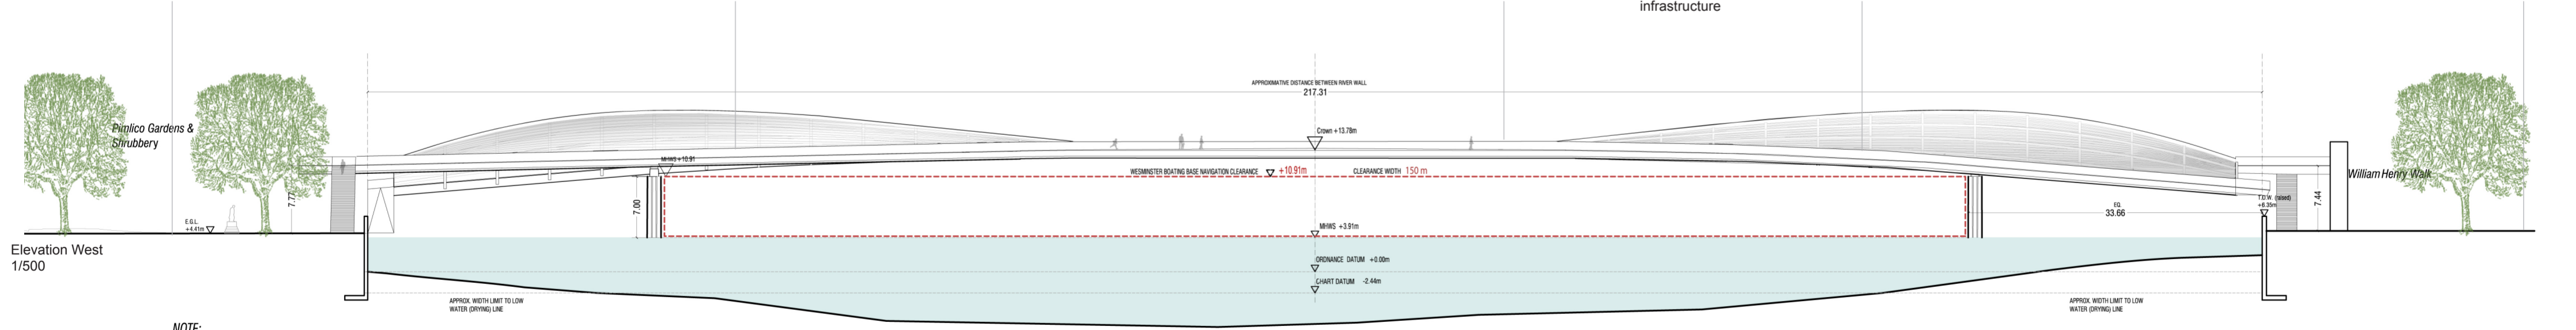 infrastructure
APPROXIMATIVE DISTANCE BETWEEN RIVER WALL
217.31
Pimlico Gardens &
Shrubbery
Crown +13.78m
MHWS +10.91
WESMINSTER BOATING BASE NAVIGATION CLEARANCE +10.91m CLEARANCE WIDTH 150 m
William Henry Walk
7.77
7.00
7.44
T.O.W. (raised)
+6.35m
EQ.
33.66
E.G.L.
+4.41m
MHWS +3.91m
Elevation West
1/500
ORDNANCE DATUM +0.00m
CHART DATUM -2.44m
APPROX. WIDTH LIMIT TO LOW
WATER (DRYING) LINE
APPROX. WIDTH LIMIT TO LOW
WATER (DRYING) LINE
NOTE: